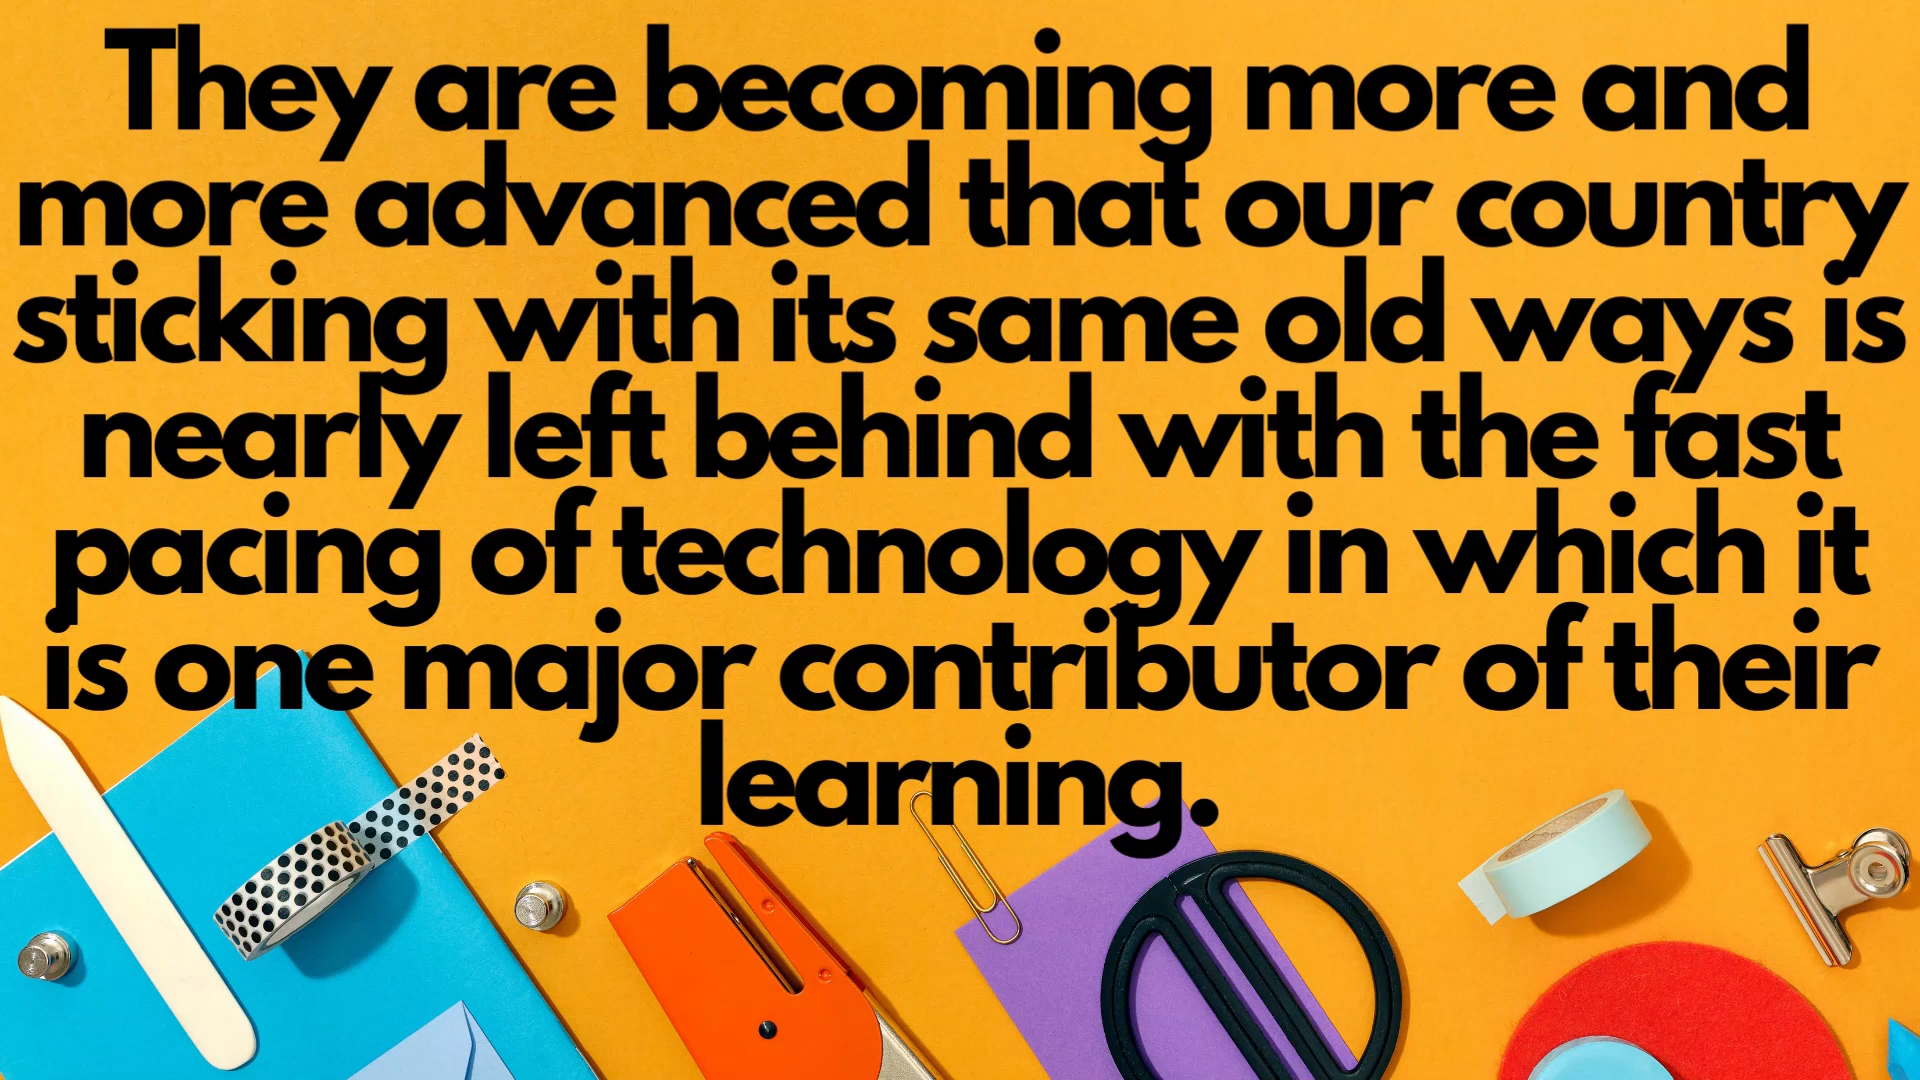 They are becoming more and
more advanced that our country
sticking with its same old ways is
nearly left behind with the fast
pacing of technology in which it
is one major contributor of their
learning.